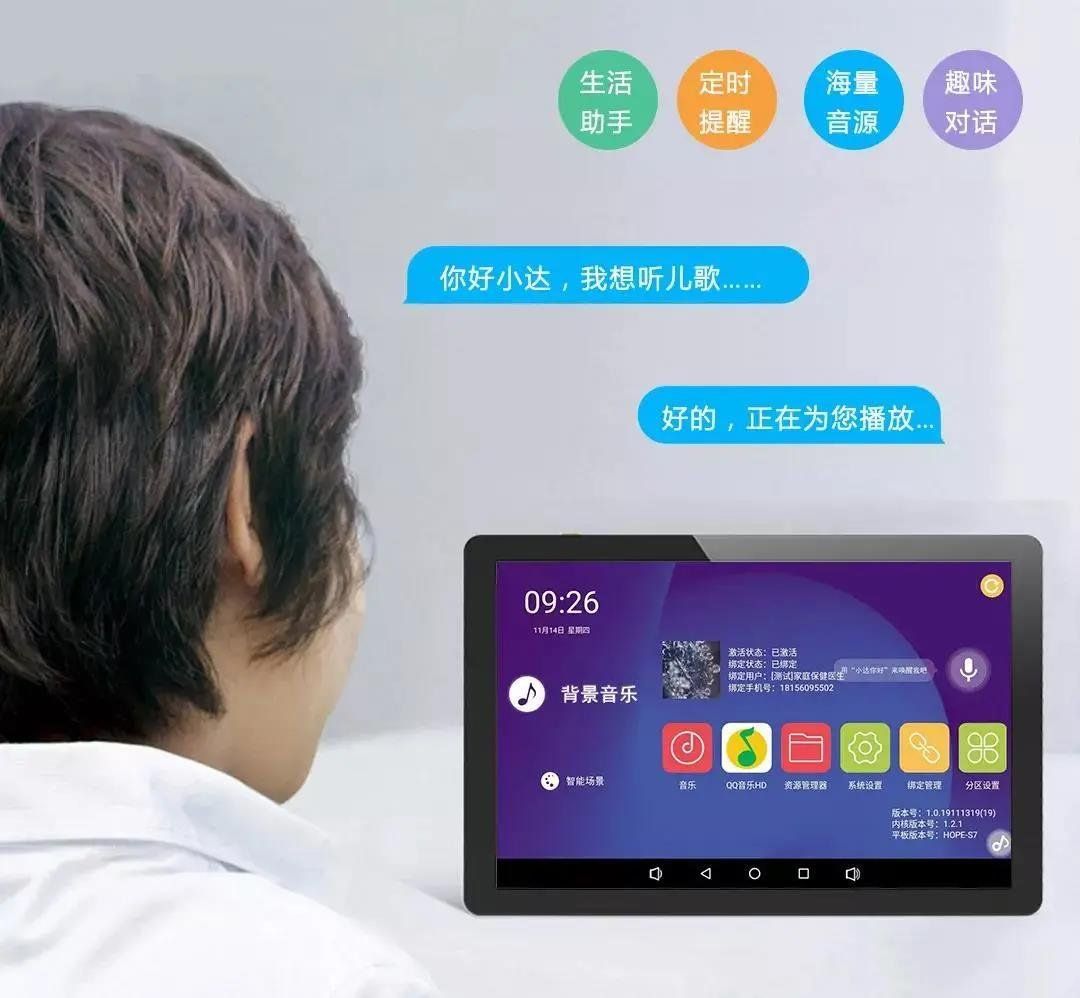 生活
助手
定时
提醒
海量
音源
趣味
对话
你好小达，我想听儿歌……
好的，正在为您播放...
09:26
11月14日 星期四
激活状态：已激活
绑定状态：已绑定
绑定用户：[测试]家庭保健医生
绑定手机号：18156095502
用“小达你好”来唤醒我吧
背景音乐
智能场景
音乐
QQ音乐HD
资源管理器
系统设置
绑定管理
分区设置
版本号：1.0.19111319(19)
内核版本号：1.2.1
平板版本号：HOPE-S7